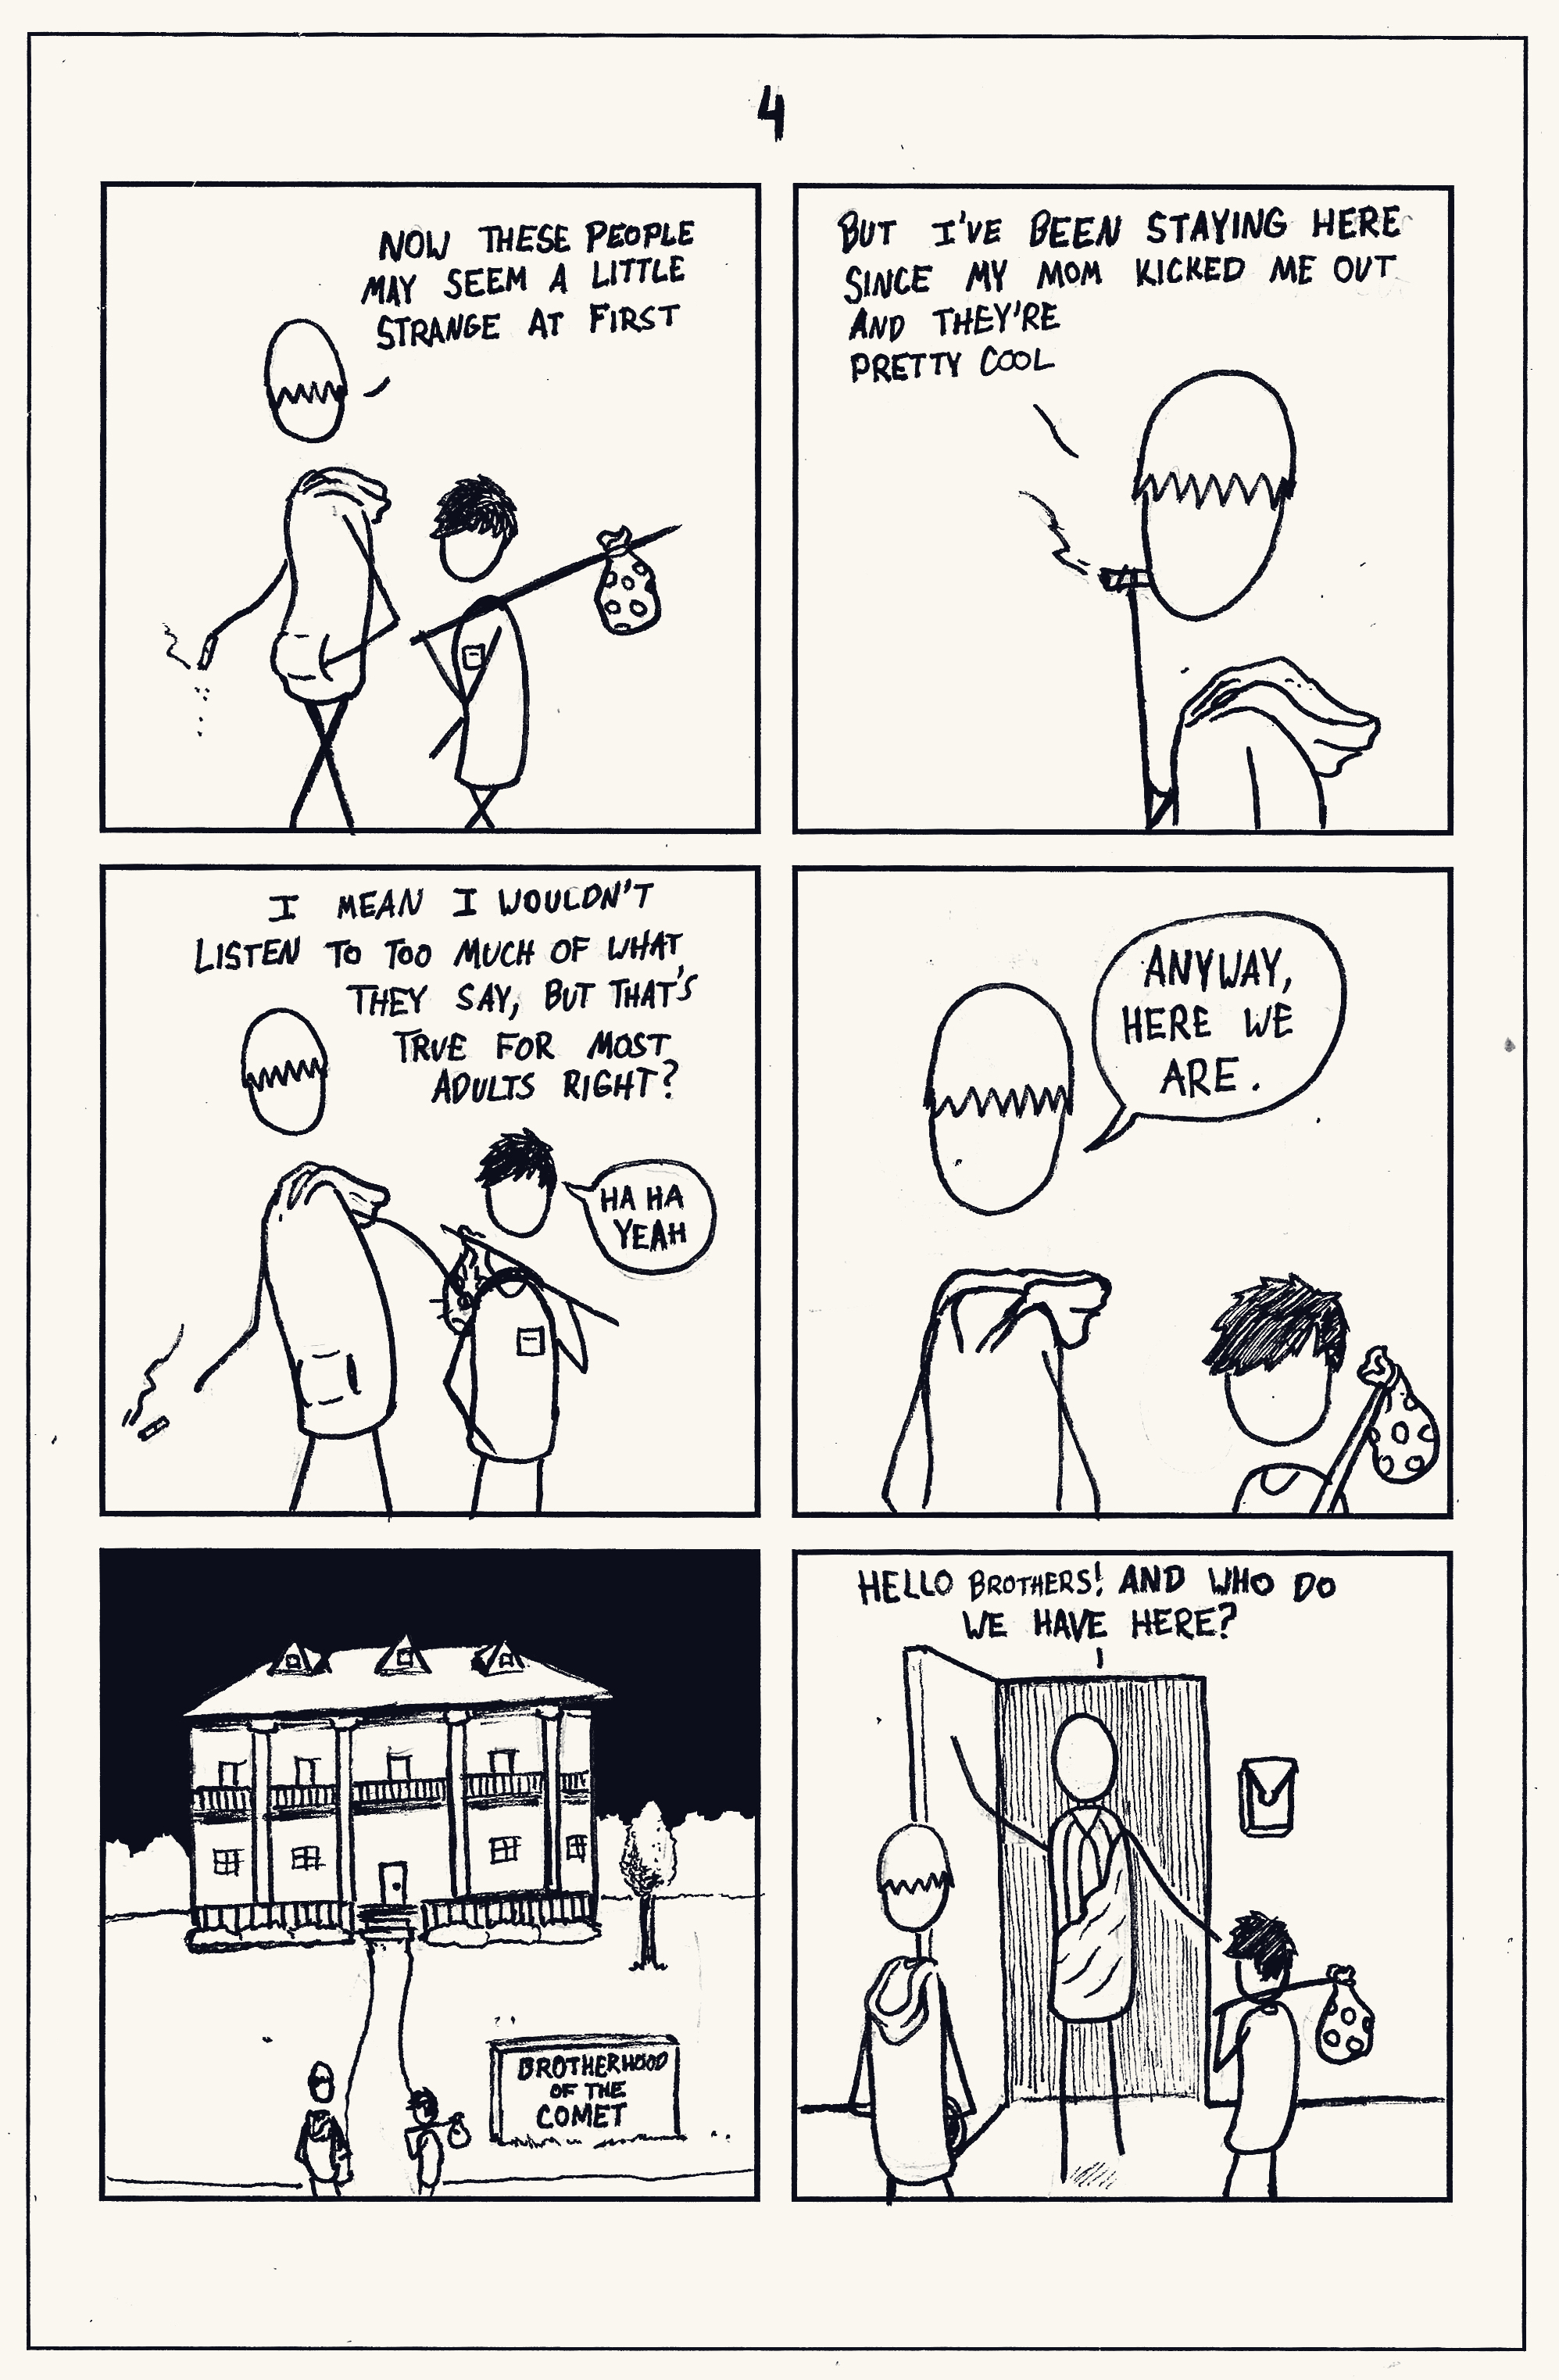 4
NOW THESE PEOPLE
MAY SEEM A LITTLE
STRANGE AT FIRST
BUT I'VE BEEN STAYING HERE
SINCE MY MOM KICKED ME OUT
AND THEY'RE
PRETTY COOL
I MEAN I WOULDN'T
LISTEN TO TOO MUCH OF WHAT
THEY SAY, BUT THAT'S
TRUE FOR MOST
ADULTS RIGHT?
HA HA
YEAH
ANYWAY,
HERE WE
ARE.
BROTHERHOOD
OF THE
COMET
HELLO BROTHERS! AND WHO DO
WE HAVE HERE?